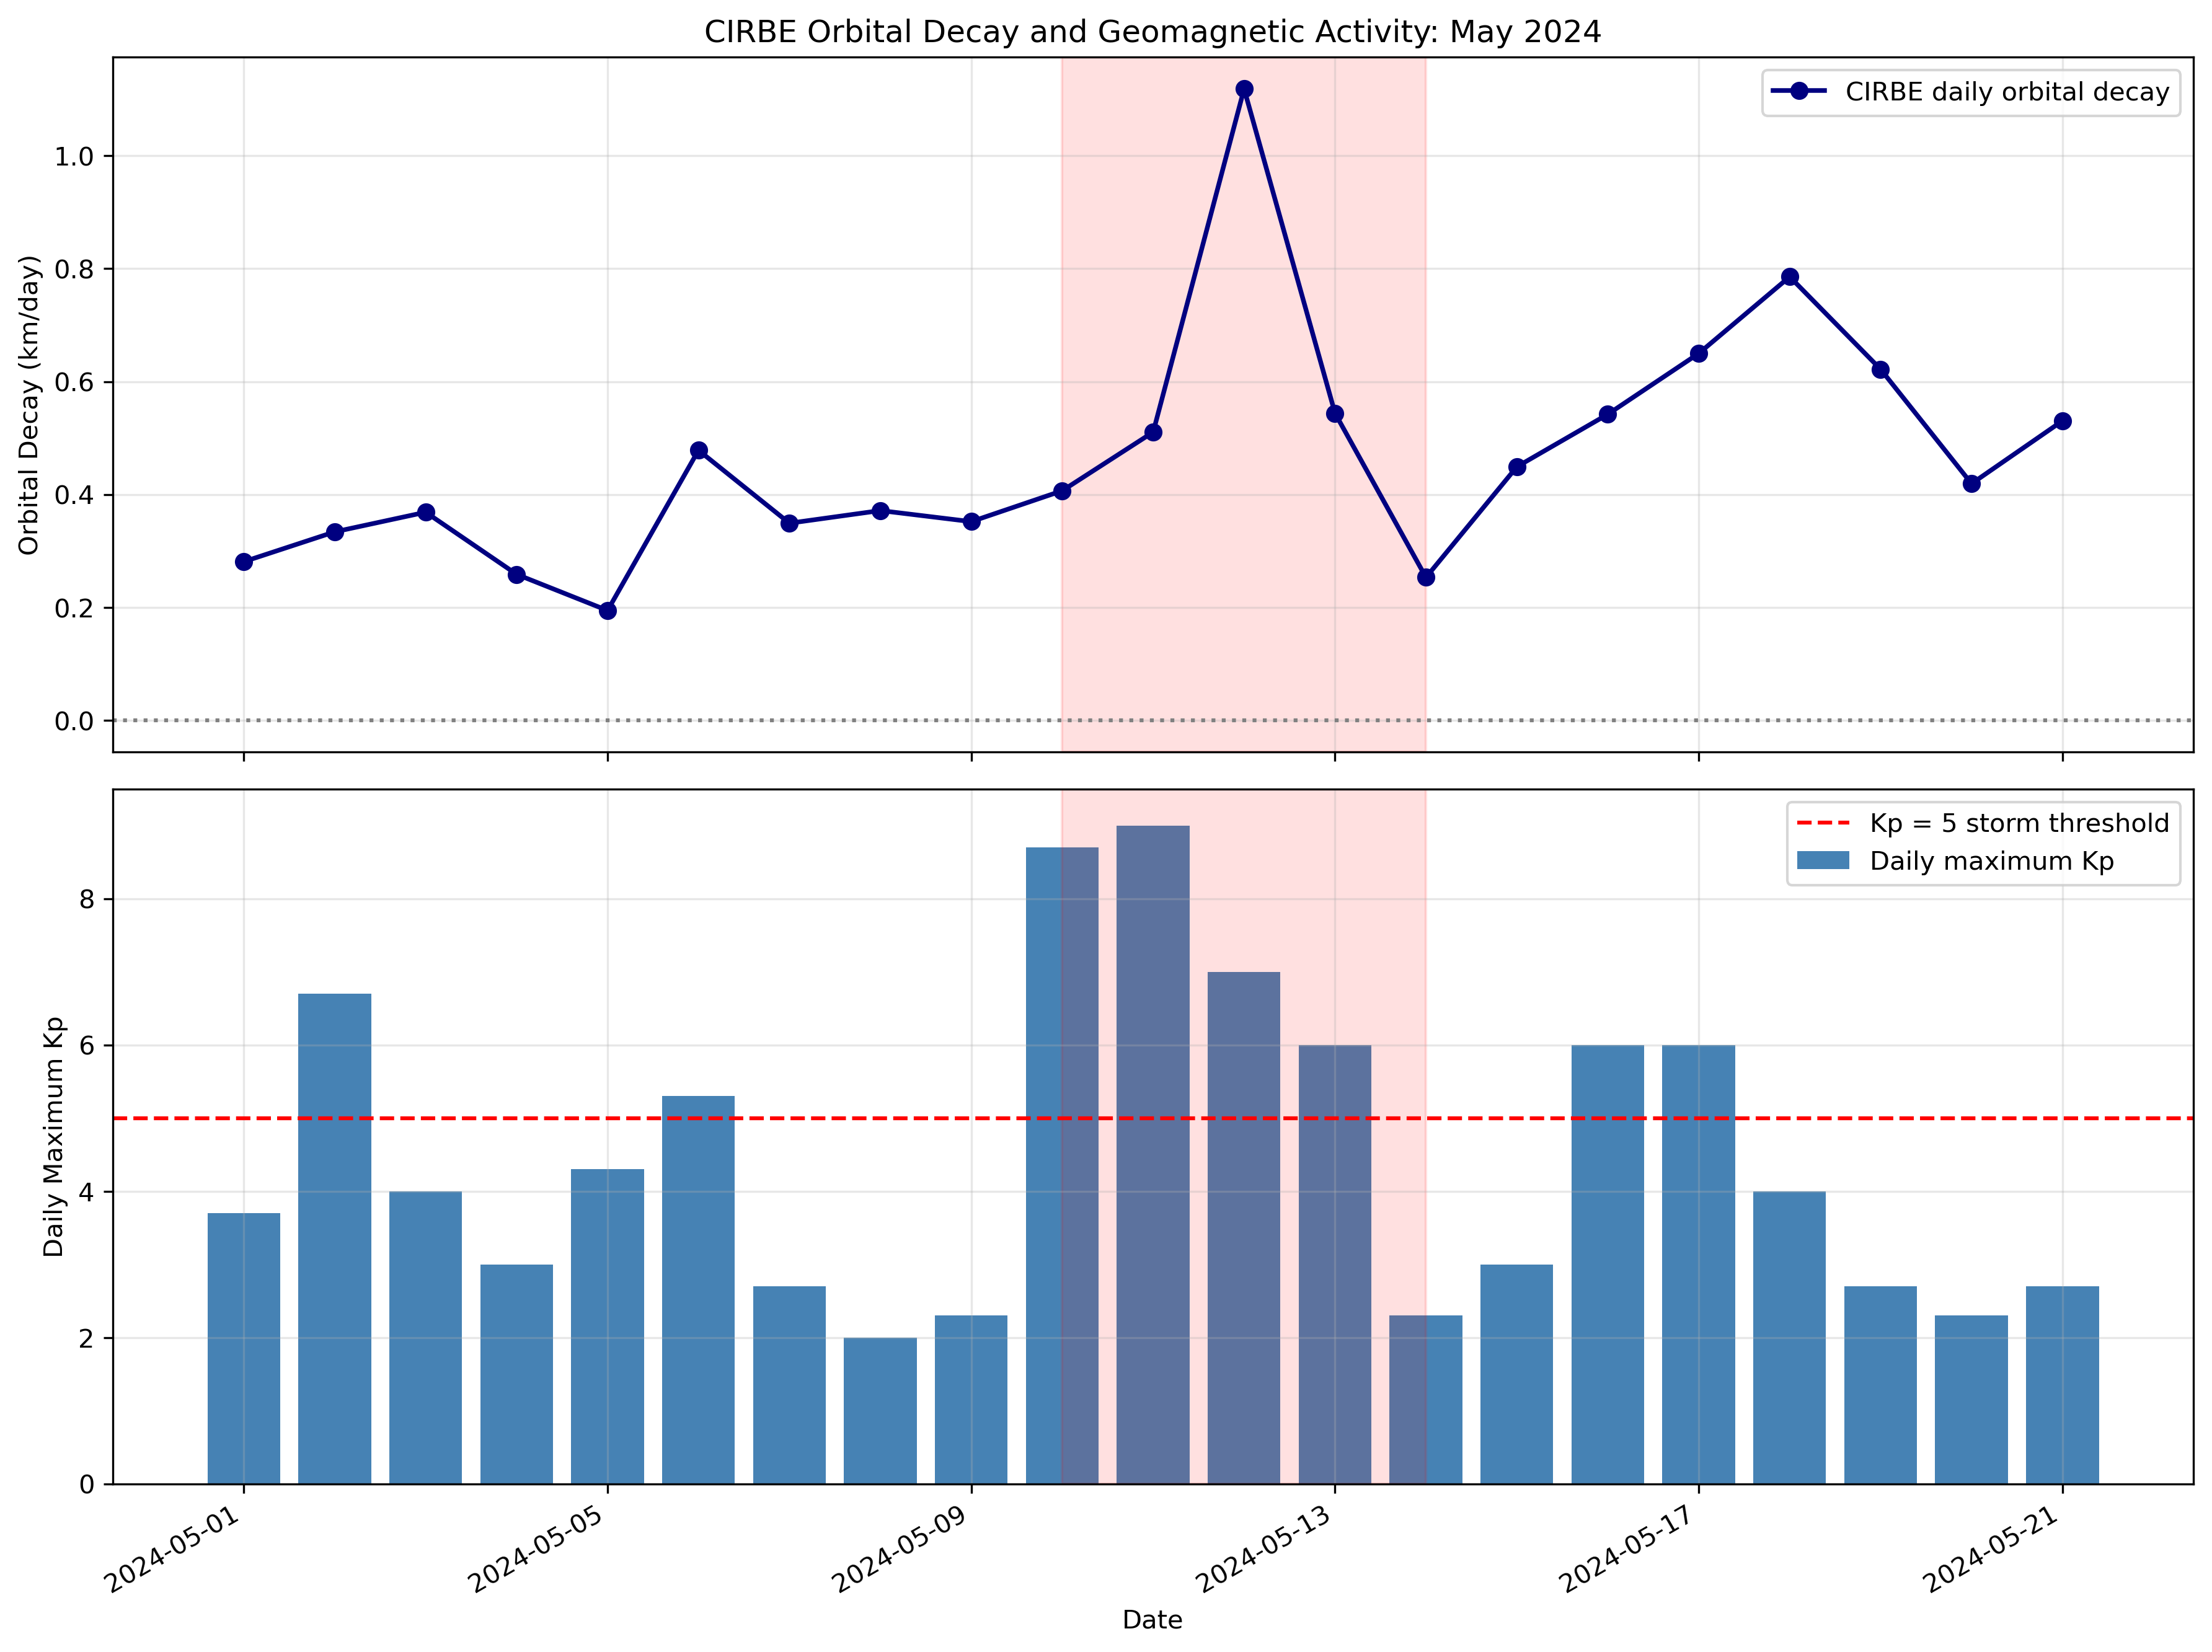 CIRBE Orbital Decay and Geomagnetic Activity: May 2024
CIRBE daily orbital decay
Orbital Decay (km/day)
1.0
0.8
0.6
0.4
0.2
0.0
Kp = 5 storm threshold
Daily maximum Kp
Daily Maximum Kp
8
6
4
2
0
2024-05-01
2024-05-05
2024-05-09
2024-05-13
2024-05-17
2024-05-21
Date